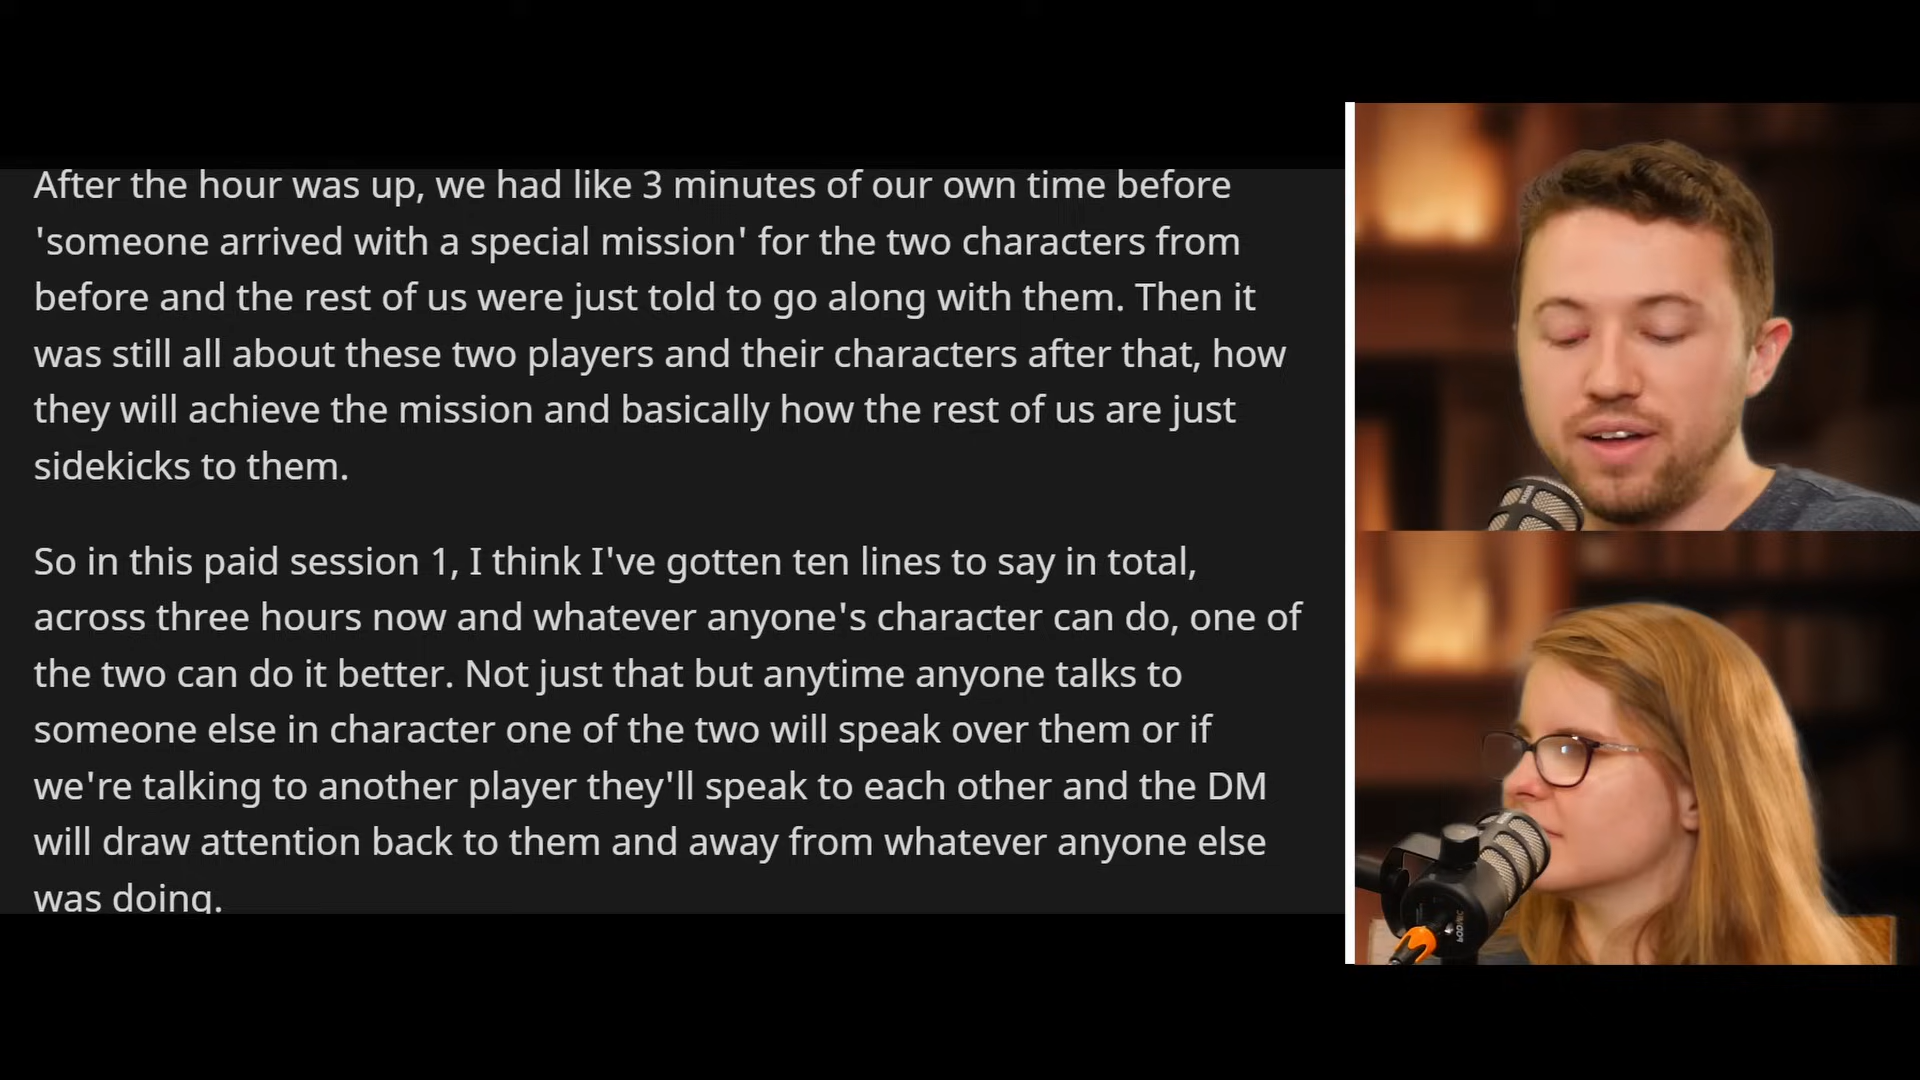 After the hour was up, we had like 3 minutes of our own time before
'someone arrived with a special mission' for the two characters from
before and the rest of us were just told to go along with them. Then it
was still all about these two players and their characters after that, how
they will achieve the mission and basically how the rest of us are just
sidekicks to them.
So in this paid session 1, I think I've gotten ten lines to say in total,
across three hours now and whatever anyone's character can do, one of
the two can do it better. Not just that but anytime anyone talks to
someone else in character one of the two will speak over them or if
we're talking to another player they'll speak to each other and the DM
will draw attention back to them and away from whatever anyone else
was doing.